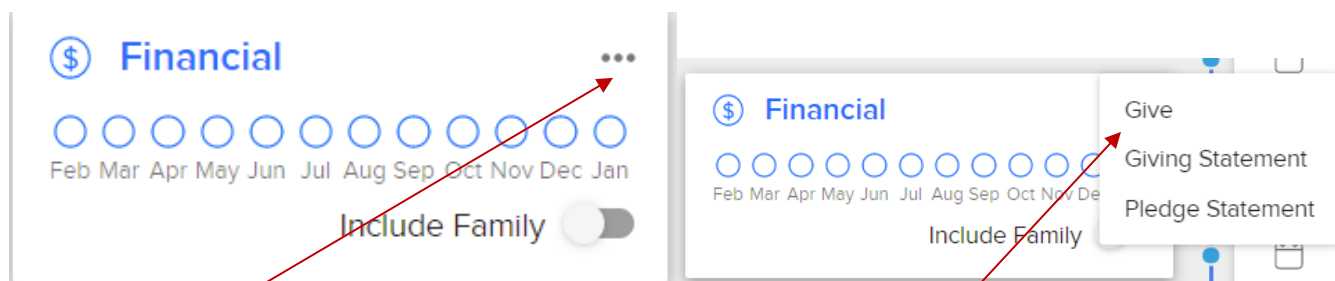 Financial
Feb Mar Apr May Jun Jul Aug Sep Oct Nov Dec Jan
Include Family
Financial
Feb Mar Apr May Jun Jul Aug Sep Oct Nov De
Include Family
Give
Giving Statement
Pledge Statement